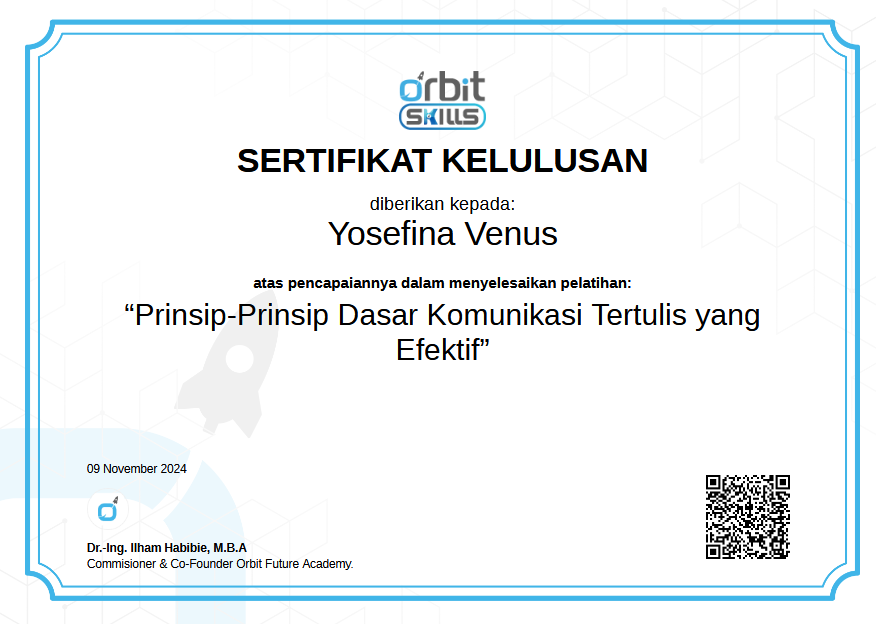 orbit
SKILLS
SERTIFIKAT KELULUSAN
diberikan kepada:
Yosefina Venus
atas pencapaiannya dalam menyelesaikan pelatihan:
“Prinsip-Prinsip Dasar Komunikasi Tertulis yang
Efektif”
09 November 2024
Dr.-Ing. Ilham Habibie, M.B.A
Commisioner & Co-Founder Orbit Future Academy.